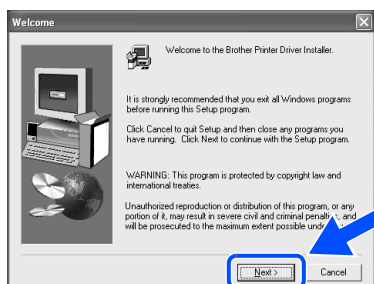 Welcome
Welcome to the Brother Printer Driver Installer.
It is strongly recommended that you exit all Windows programs
before running this Setup program.
Click Cancel to quit Setup and then close any programs you
have running. Click Next to continue with the Setup program.
WARNING: This program is protected by copyright law and
international treaties.
Unauthorized reproduction or distribution of this program, or any
portion of it, may result in severe civil and criminal penalties, and
will be prosecuted to the maximum extent possible under
Next >
Cancel